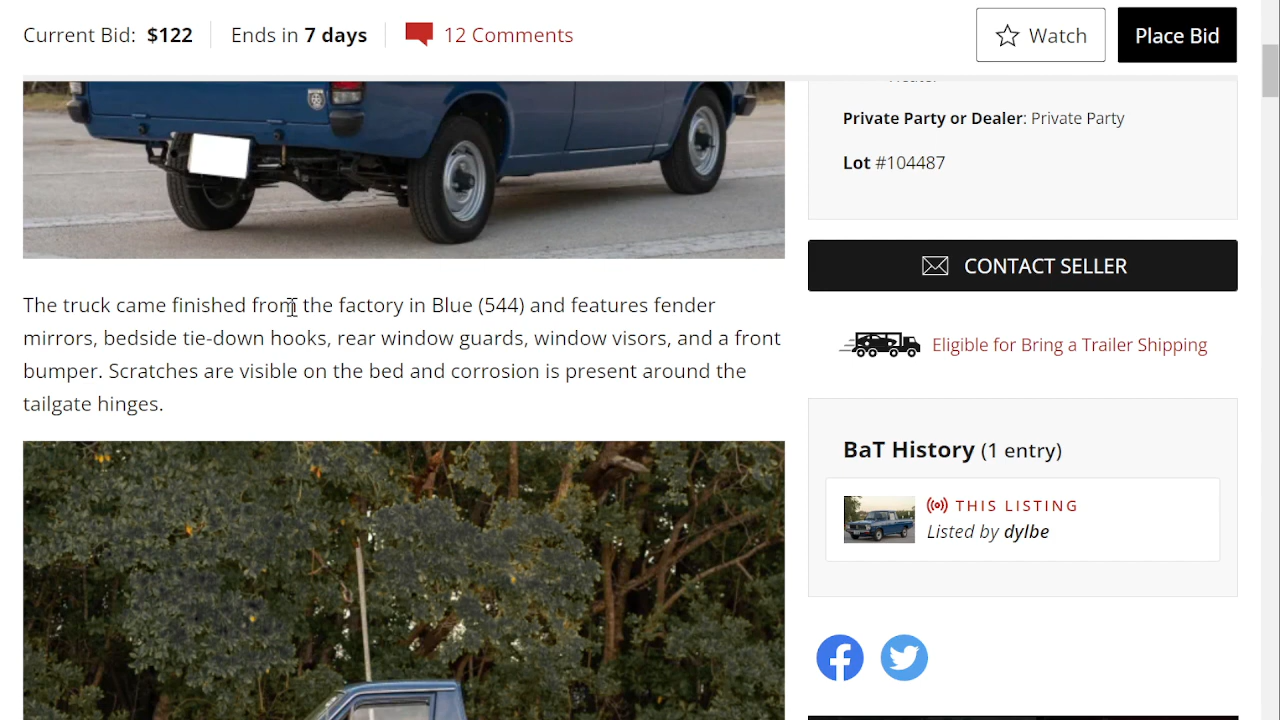 Current Bid: $122 Ends in 7 days 12 Comments Watch Place Bid
Private Party or Dealer: Private Party
Lot #104487
CONTACT SELLER
The truck came finished from the factory in Blue (544) and features fender
mirrors, bedside tie-down hooks, rear window guards, window visors, and a front
bumper. Scratches are visible on the bed and corrosion is present around the
tailgate hinges.
Eligible for Bring a Trailer Shipping
BaT History (1 entry)
THIS LISTING
Listed by dylbe